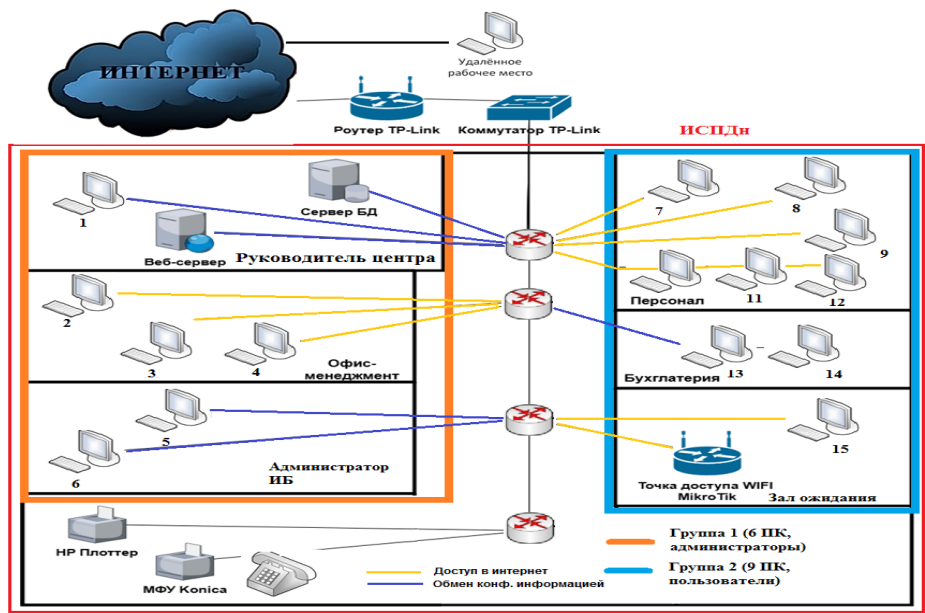 ИНТЕРНЕТ
Удалённое
рабочее место
Роутер TP-Link
Коммутатор TP-Link
ИСПДн
1
Сервер БД
Веб-сервер
Руководитель центра
7
8
9
Персонал
11
12
2
3
4
Офис-
менеджмент
13
14
Бухглатерия
5
6
Администратор
ИБ
15
Точка доступа WIFI
MikroTik
Зал ожидания
HP Плоттер
МФУ Konica
Доступ в интернет
Обмен конф. информацией
Группа 1 (6 ПК,
администраторы)
Группа 2 (9 ПК,
пользователи)